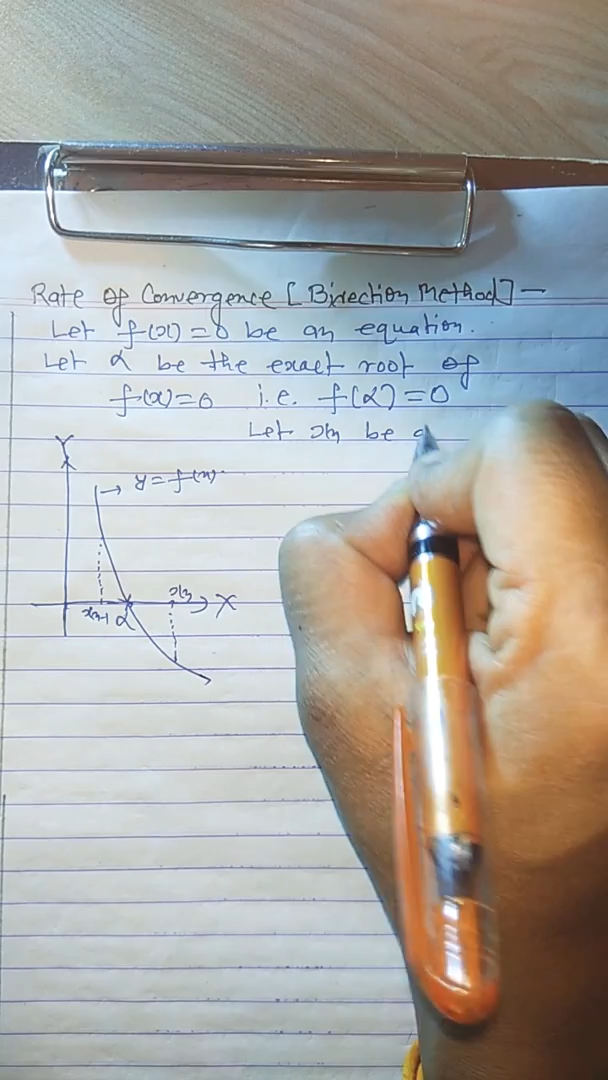 Rate of Convergence [Bisection Method] —
Let f(x) = 0 be an equation.
Let α be the exact root of
f(x) = 0 i.e. f(α) = 0
Let xn be a
Y
→ y = f(x).
xn-1 α xn X